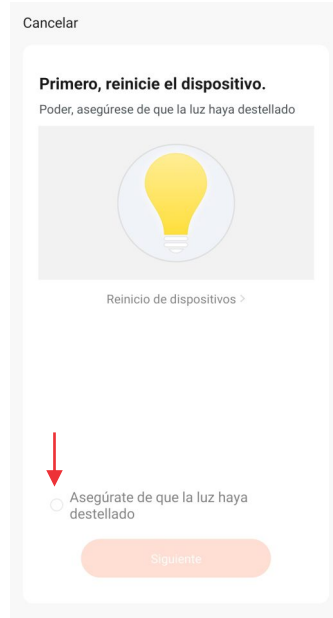 Cancelar
Primero, reinicie el dispositivo.
Poder, asegúrese de que la luz haya destellado
Reinicio de dispositivos >
Asegúrate de que la luz haya
destellado
Siguiente